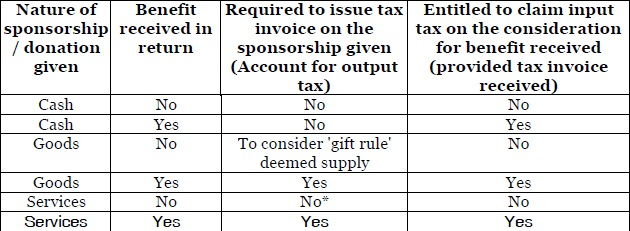 Nature of sponsorship / donation given | Benefit received in return | Required to issue tax invoice on the sponsorship given (Account for output tax) | Entitled to claim input tax on the consideration for benefit received (provided tax invoice received)
Cash | No | No | No
Cash | Yes | No | Yes
Goods | No | To consider 'gift rule' deemed supply | No
Goods | Yes | Yes | Yes
Services | No | No* | No
Services | Yes | Yes | Yes